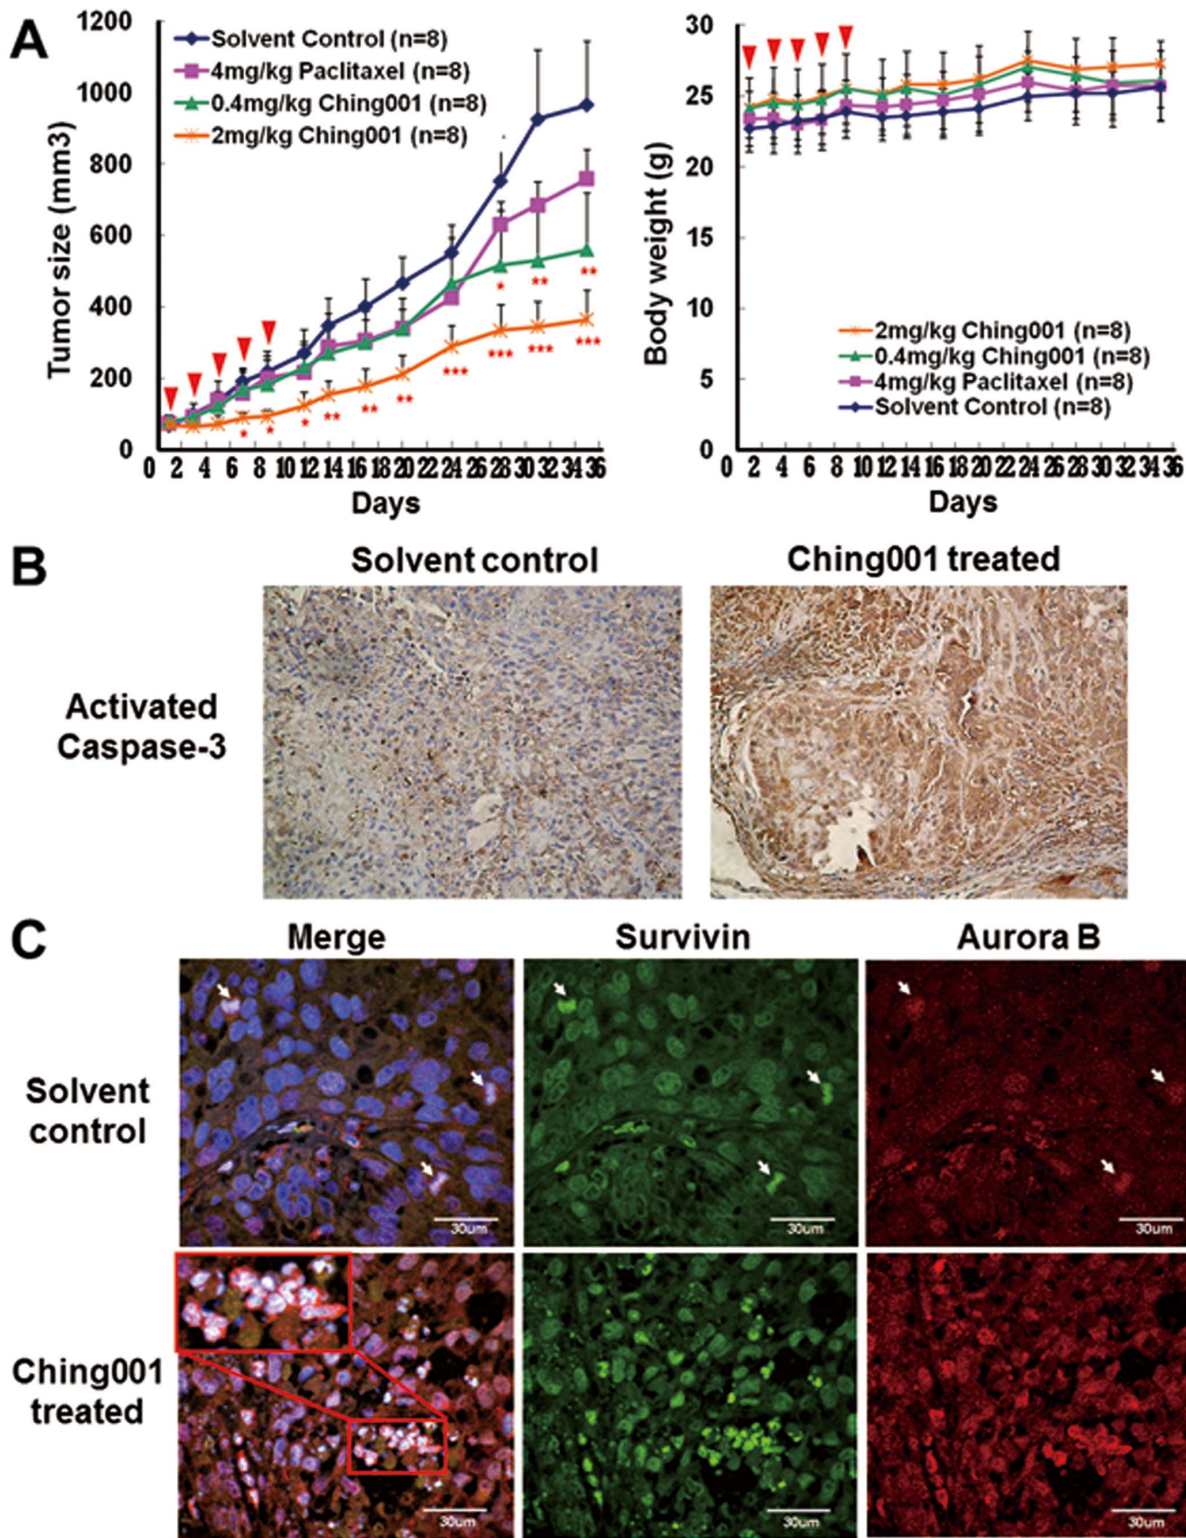 A
1200
1000
800
600
400
200
0
Tumor size (mm3)
Solvent Control (n=8)
4mg/kg Paclitaxel (n=8)
0.4mg/kg Ching001 (n=8)
2mg/kg Ching001 (n=8)
* * * ** ** ** *** *** *** ***
* ** **
0 2 4 6 8 10 12 14 16 18 20 22 24 26 28 30 32 34 36
Days
30
25
20
15
10
5
0
Body weight (g)
2mg/kg Ching001 (n=8)
0.4mg/kg Ching001 (n=8)
4mg/kg Paclitaxel (n=8)
Solvent Control (n=8)
0 2 4 6 8 10 12 14 16 18 20 22 24 26 28 30 32 34 36
Days
B
Solvent control
Ching001 treated
Activated
Caspase-3
C
Merge
Survivin
Aurora B
Solvent
control
30um
30um
30um
Ching001
treated
30um
30um
30um